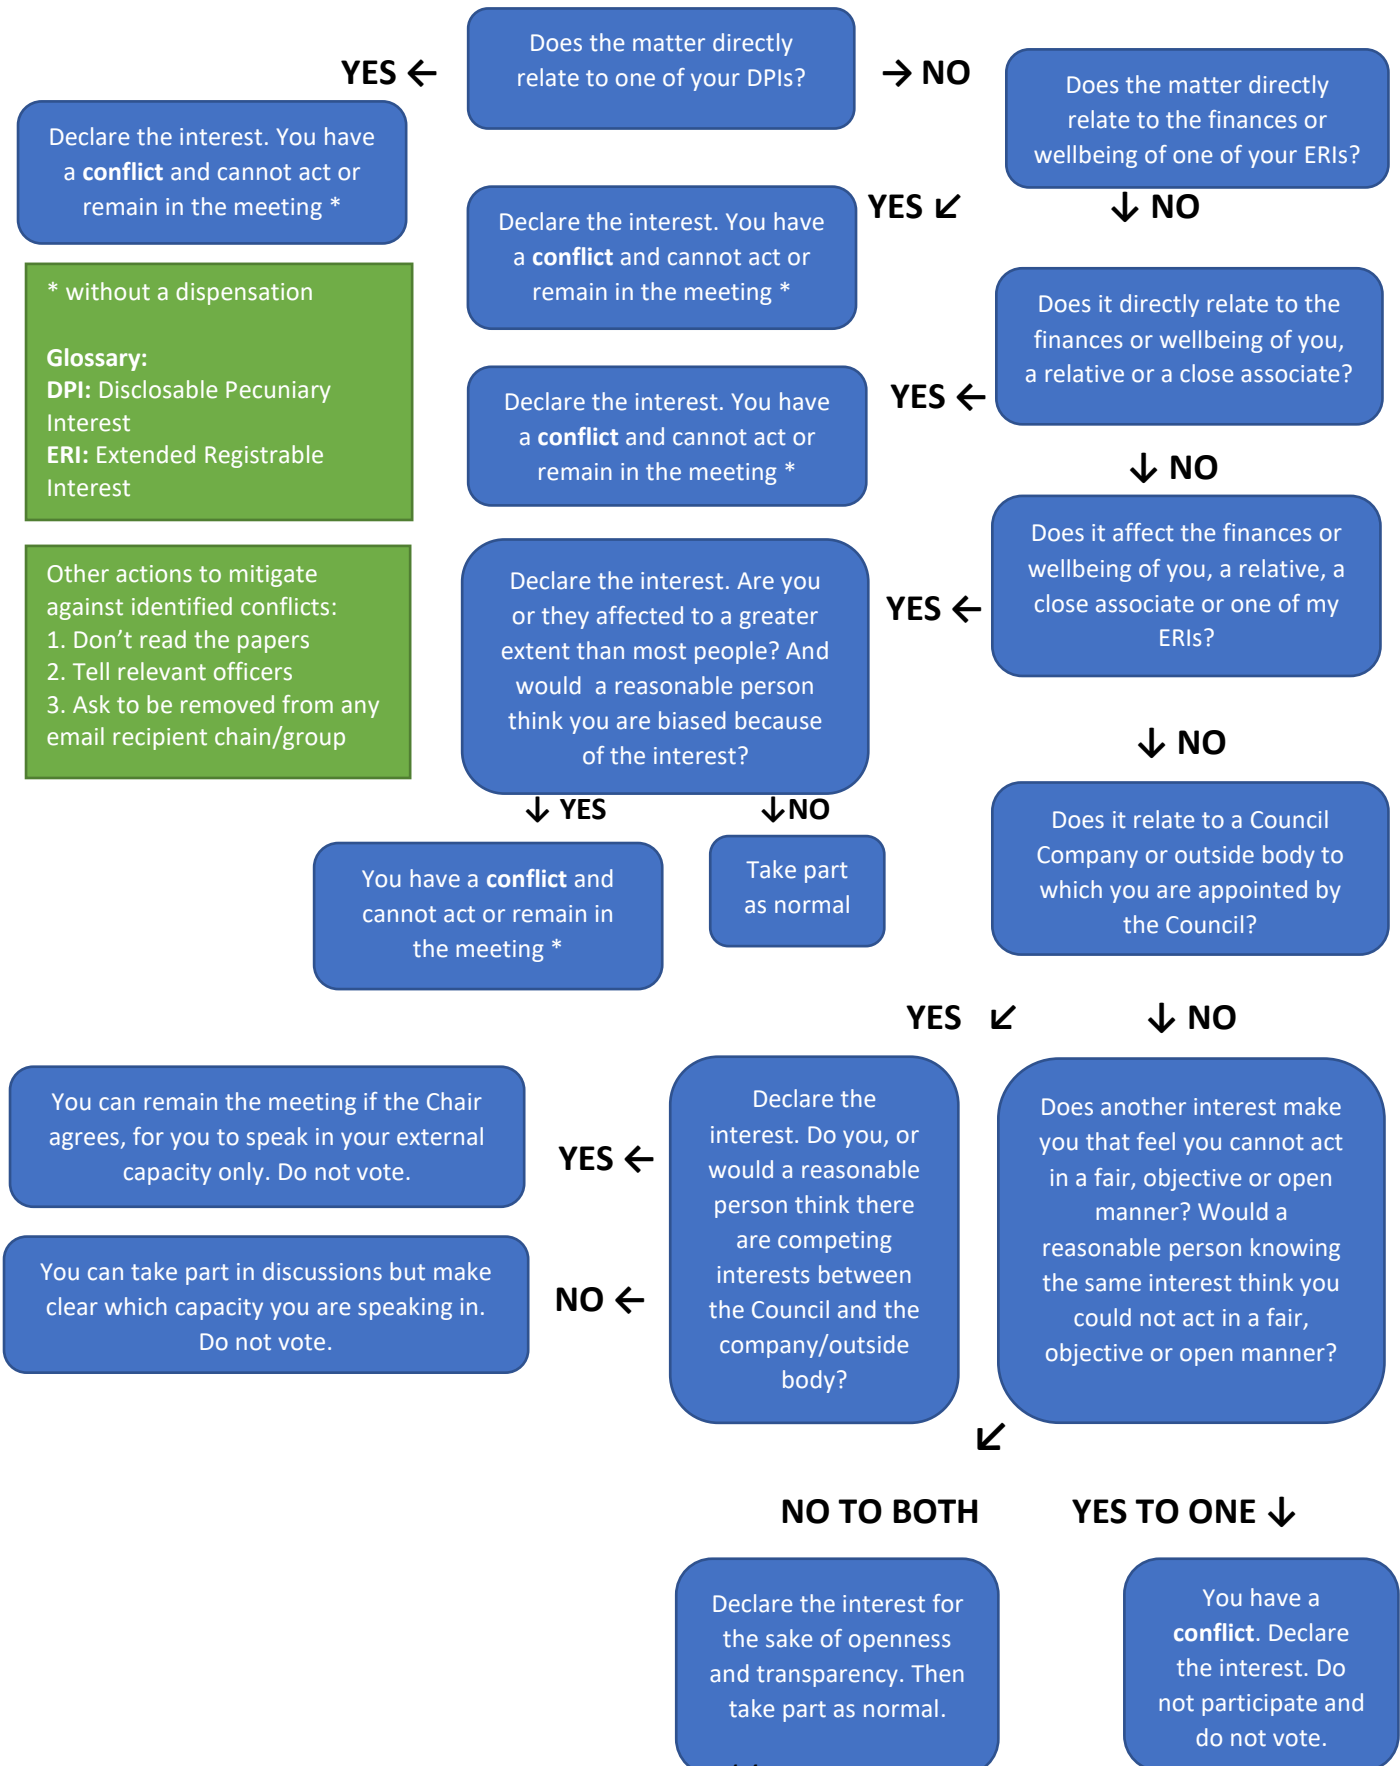 Does the matter directly
relate to one of your DPIs?
YES ←
→ NO
Does the matter directly
relate to the finances or
wellbeing of one of your ERIs?
Declare the interest. You have
a conflict and cannot act or
remain in the meeting *
YES ↙
↓ NO
Declare the interest. You have
a conflict and cannot act or
remain in the meeting *
* without a dispensation
Glossary:
DPI: Disclosable Pecuniary
Interest
ERI: Extended Registrable
Interest
Does it directly relate to the
finances or wellbeing of you,
a relative or a close associate?
YES ←
Declare the interest. You have
a conflict and cannot act or
remain in the meeting *
↓ NO
Does it affect the finances or
wellbeing of you, a relative, a
close associate or one of my
ERIs?
YES ←
Declare the interest. Are you
or they affected to a greater
extent than most people? And
would  a reasonable person
think you are biased because
of the interest?
Other actions to mitigate
against identified conflicts:
1. Don’t read the papers
2. Tell relevant officers
3. Ask to be removed from any
email recipient chain/group
↓ NO
↓ YES
↓NO
You have a conflict and
cannot act or remain in
the meeting *
Take part
as normal
Does it relate to a Council
Company or outside body to
which you are appointed by
the Council?
YES ↙
↓ NO
Declare the
interest. Do you, or
would a reasonable
person think there
are competing
interests between
the Council and the
company/outside
body?
Does another interest make
you that feel you cannot act
in a fair, objective or open
manner? Would a
reasonable person knowing
the same interest think you
could not act in a fair,
objective or open manner?
YES ←
You can remain the meeting if the Chair
agrees, for you to speak in your external
capacity only. Do not vote.
NO ←
You can take part in discussions but make
clear which capacity you are speaking in.
Do not vote.
↙
NO TO BOTH
YES TO ONE ↓
Declare the interest for
the sake of openness
and transparency. Then
take part as normal.
You have a
conflict. Declare
the interest. Do
not participate and
do not vote.